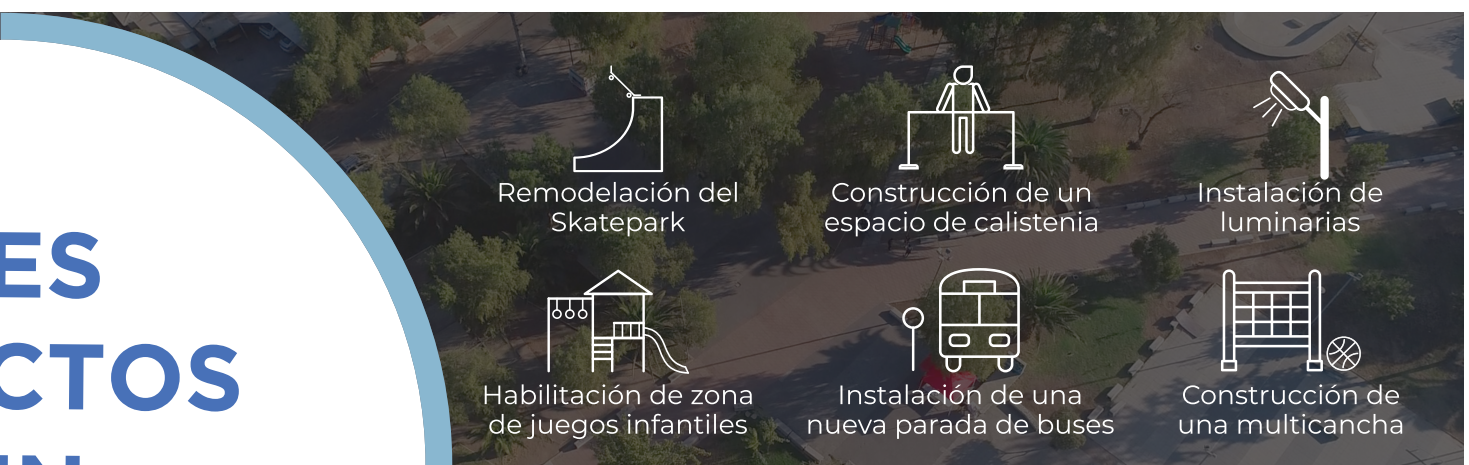 ES
CTOS
Remodelación del
Skatepark
Construcción de un
espacio de calistenia
Instalación de
luminarias
Habilitación de zona
de juegos infantiles
Instalación de una
nueva parada de buses
Construcción de
una multicancha